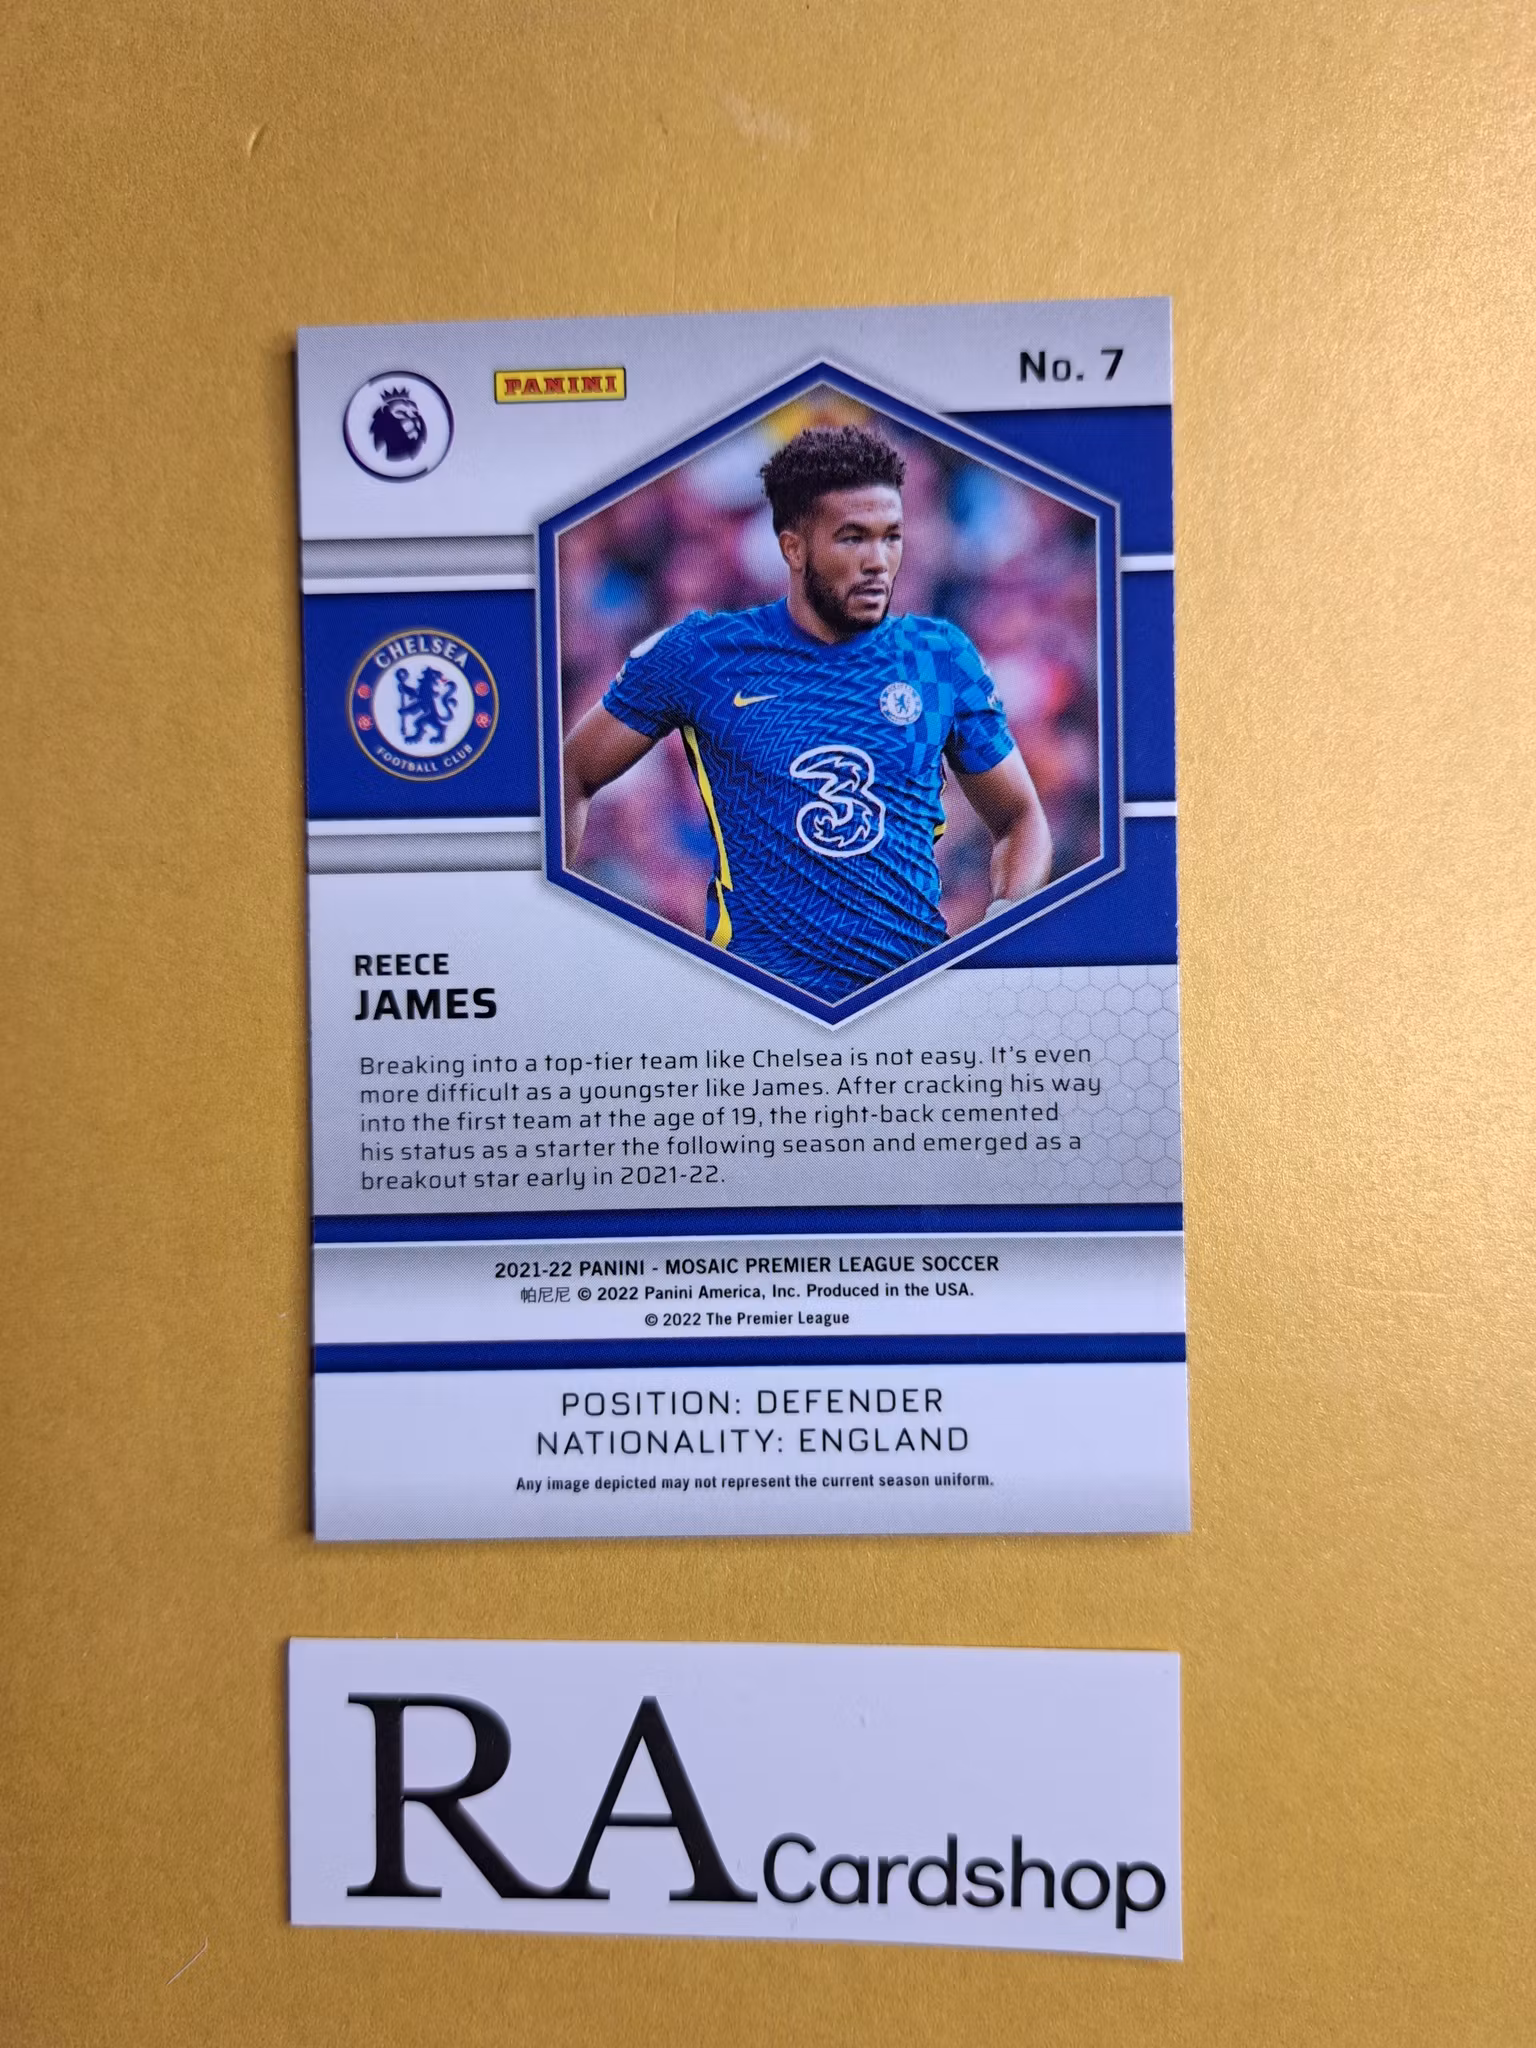 PANINI
No. 7
CHELSEA
FOOTBALL CLUB
3
REECE
JAMES
Breaking into a top-tier team like Chelsea is not easy. It's even
more difficult as a youngster like James. After cracking his way
into the first team at the age of 19, the right-back cemented
his status as a starter the following season and emerged as a
breakout star early in 2021-22.
2021-22 PANINI - MOSAIC PREMIER LEAGUE SOCCER
帕尼尼 © 2022 Panini America, Inc. Produced in the USA.
© 2022 The Premier League
POSITION: DEFENDER
NATIONALITY: ENGLAND
Any image depicted may not represent the current season uniform.
RA Cardshop